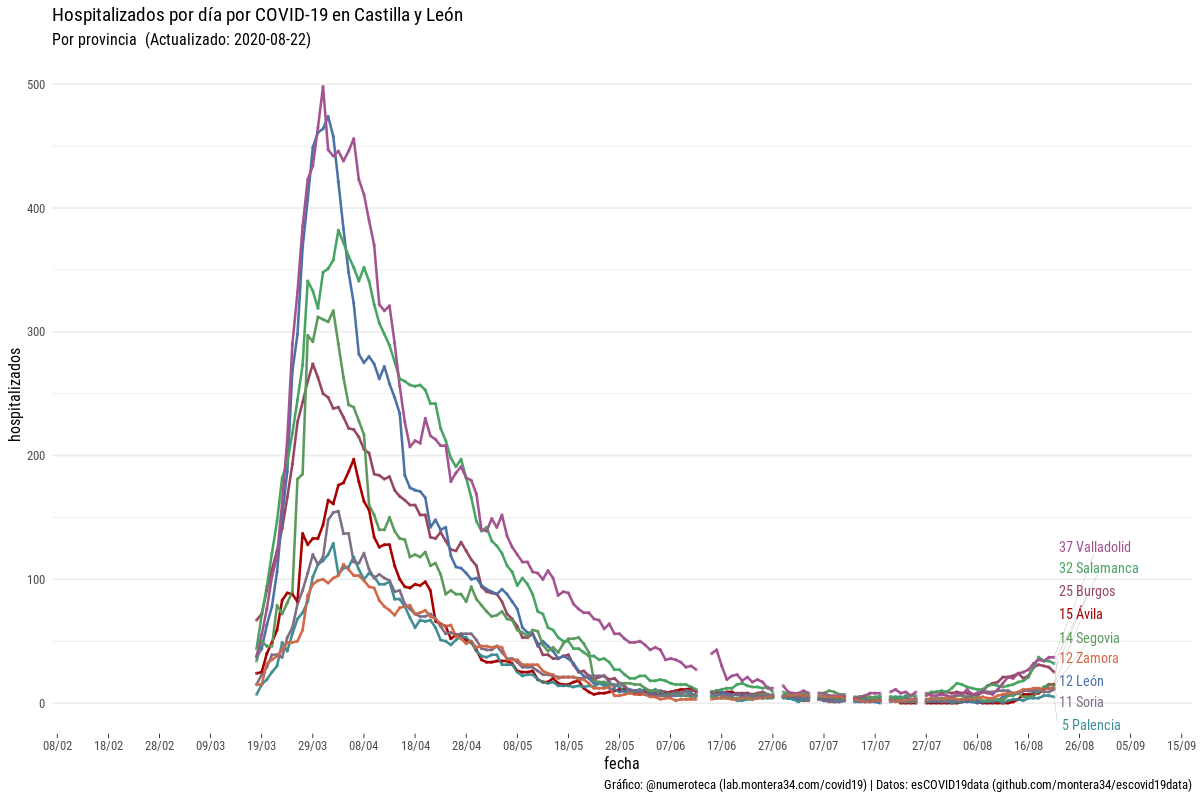 Hospitalizados por día por COVID-19 en Castilla y León
Por provincia  (Actualizado: 2020-08-22)
hospitalizados
500
400
300
200
100
0
37 Valladolid
32 Salamanca
25 Burgos
15 Ávila
14 Segovia
12 Zamora
12 León
11 Soria
5 Palencia
08/02 18/02 28/02 09/03 19/03 29/03 08/04 18/04 28/04 08/05 18/05 28/05 07/06 17/06 27/06 07/07 17/07 27/07 06/08 16/08 26/08 05/09 15/09
fecha
Gráfico: @numeroteca (lab.montera34.com/covid19) | Datos: esCOVID19data (github.com/montera34/escovid19data)